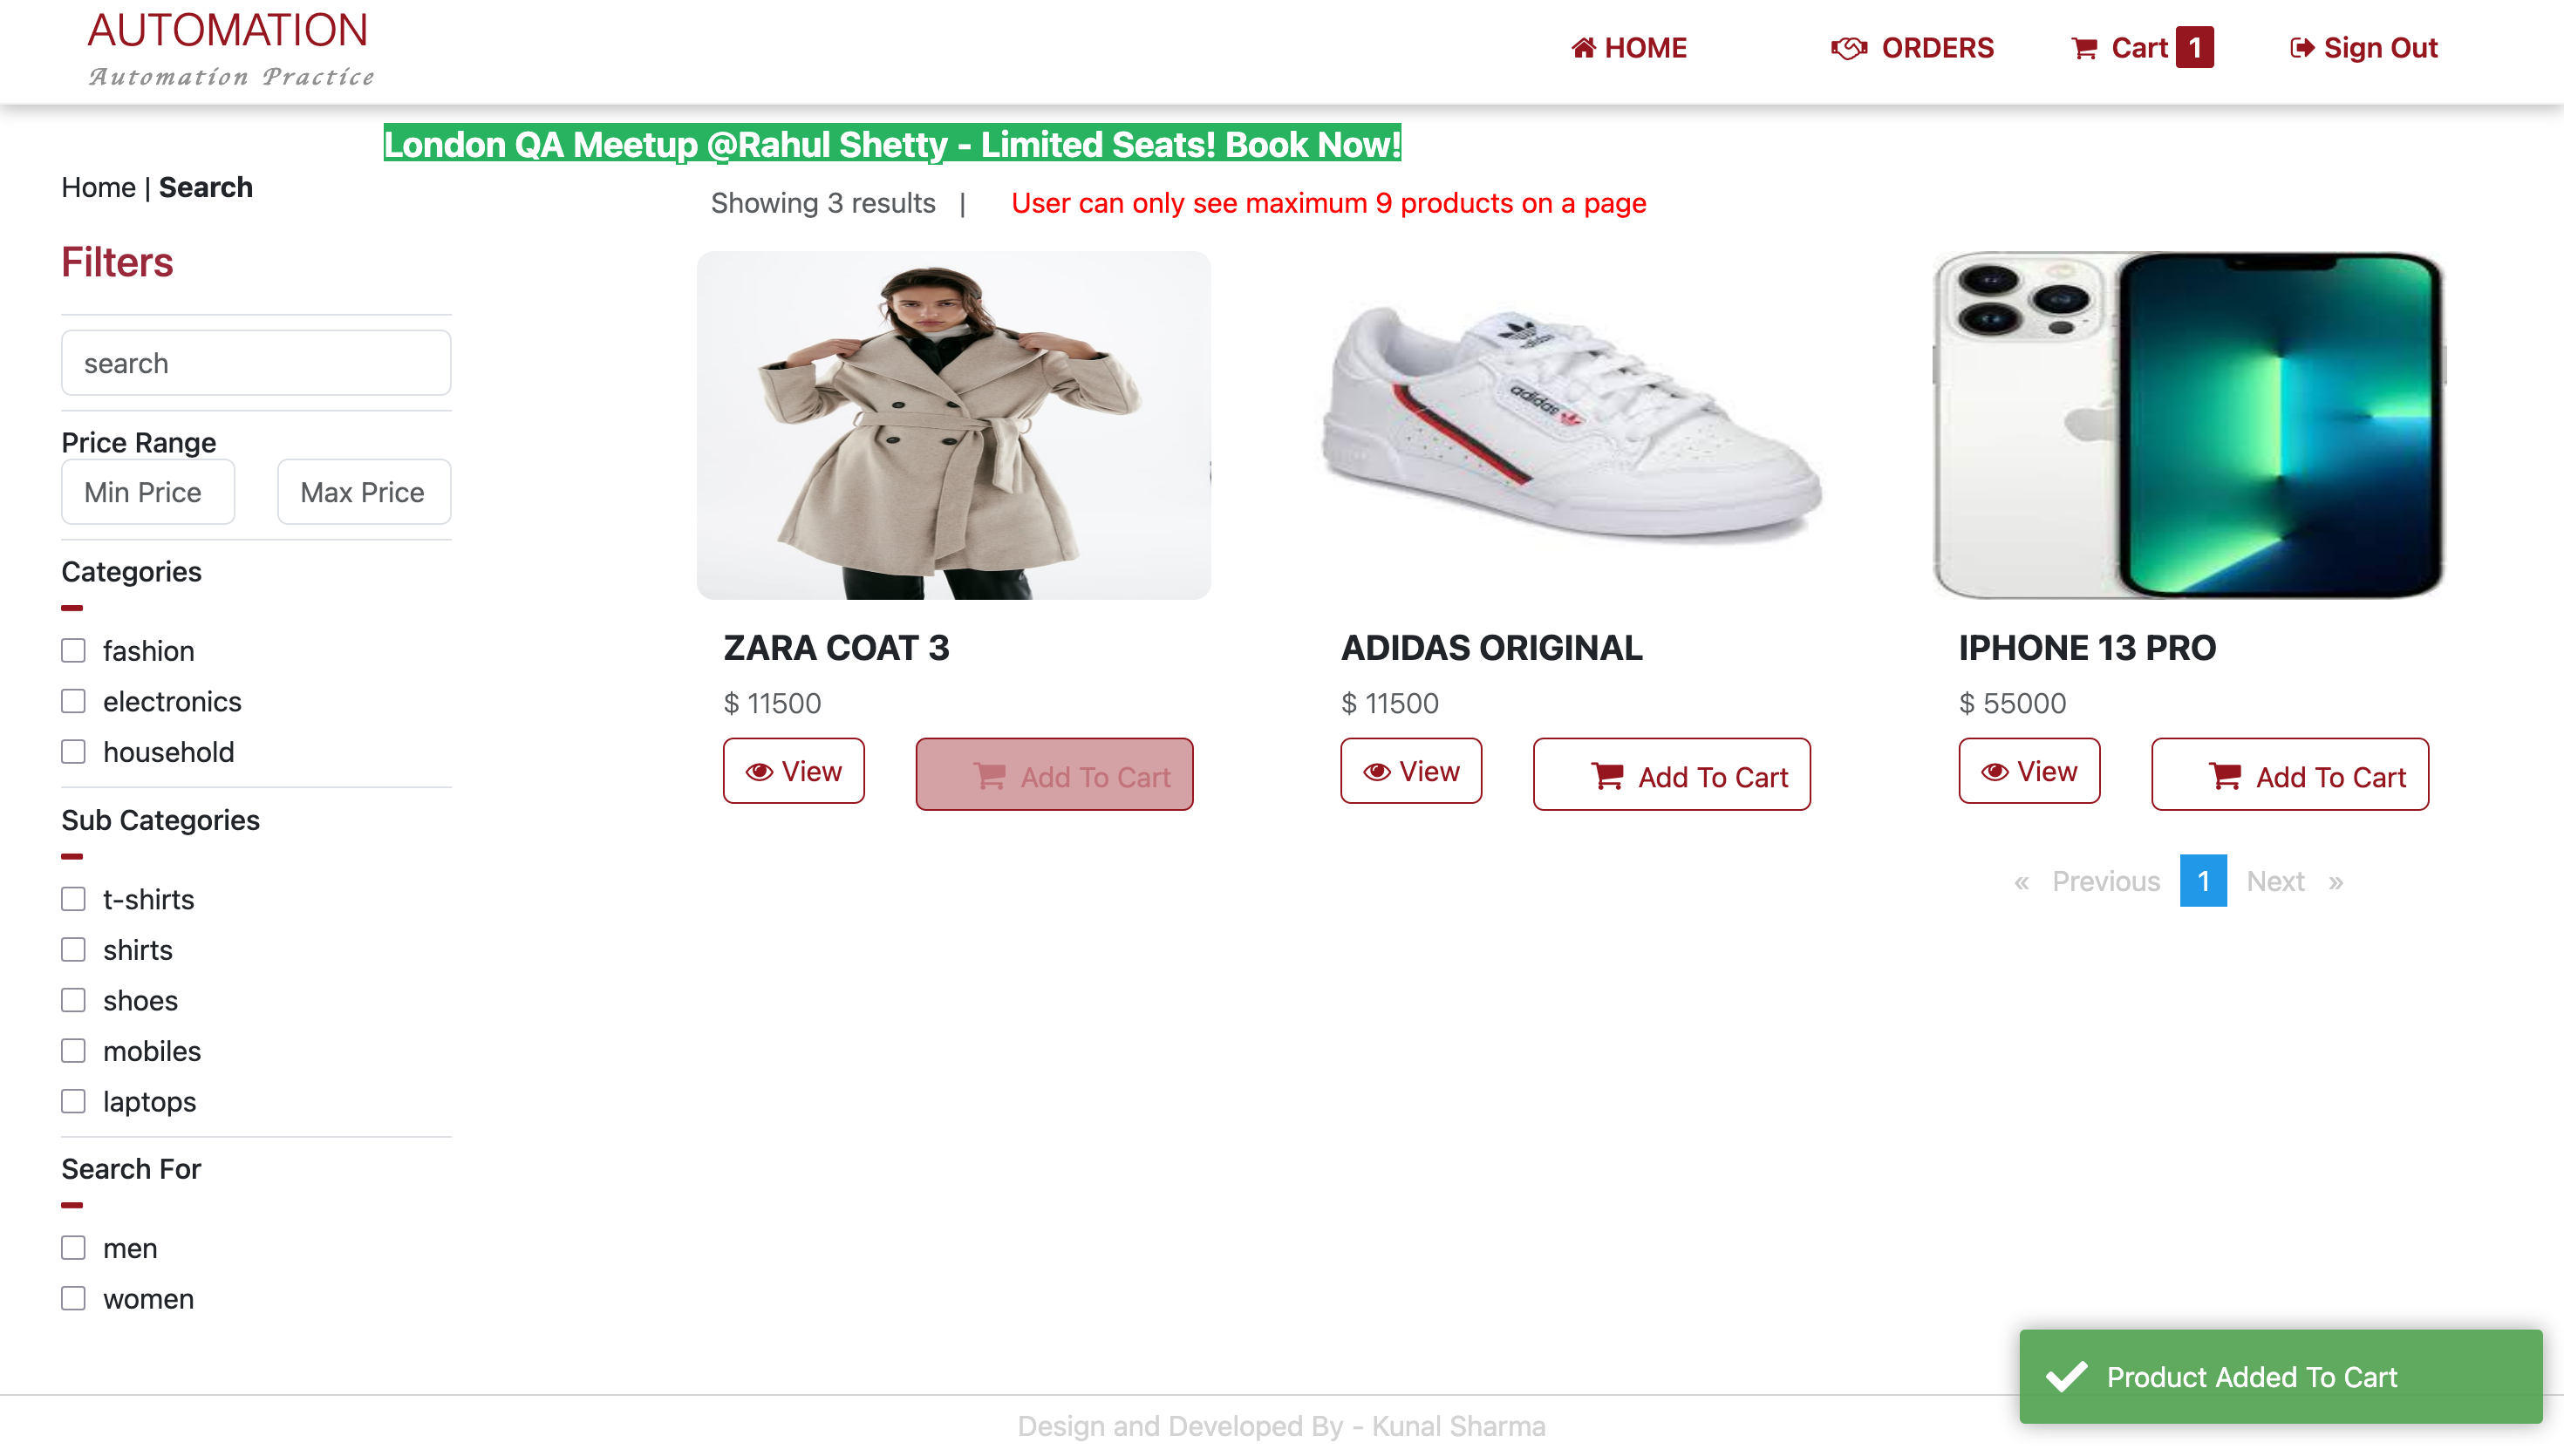 AUTOMATION
Automation Practice
HOME
ORDERS
Cart 1
Sign Out
London QA Meetup @Rahul Shetty - Limited Seats! Book Now!
Home | Search
Showing 3 results |
User can only see maximum 9 products on a page
Filters
search
Price Range
Min Price
Max Price
Categories
fashion
electronics
household
Sub Categories
t-shirts
shirts
shoes
mobiles
laptops
Search For
men
women
adidas
adidas
ZARA COAT 3
$ 11500
View
Add To Cart
ADIDAS ORIGINAL
$ 11500
View
Add To Cart
IPHONE 13 PRO
$ 55000
View
Add To Cart
« Previous 1 Next »
Product Added To Cart
Design and Developed By - Kunal Sharma